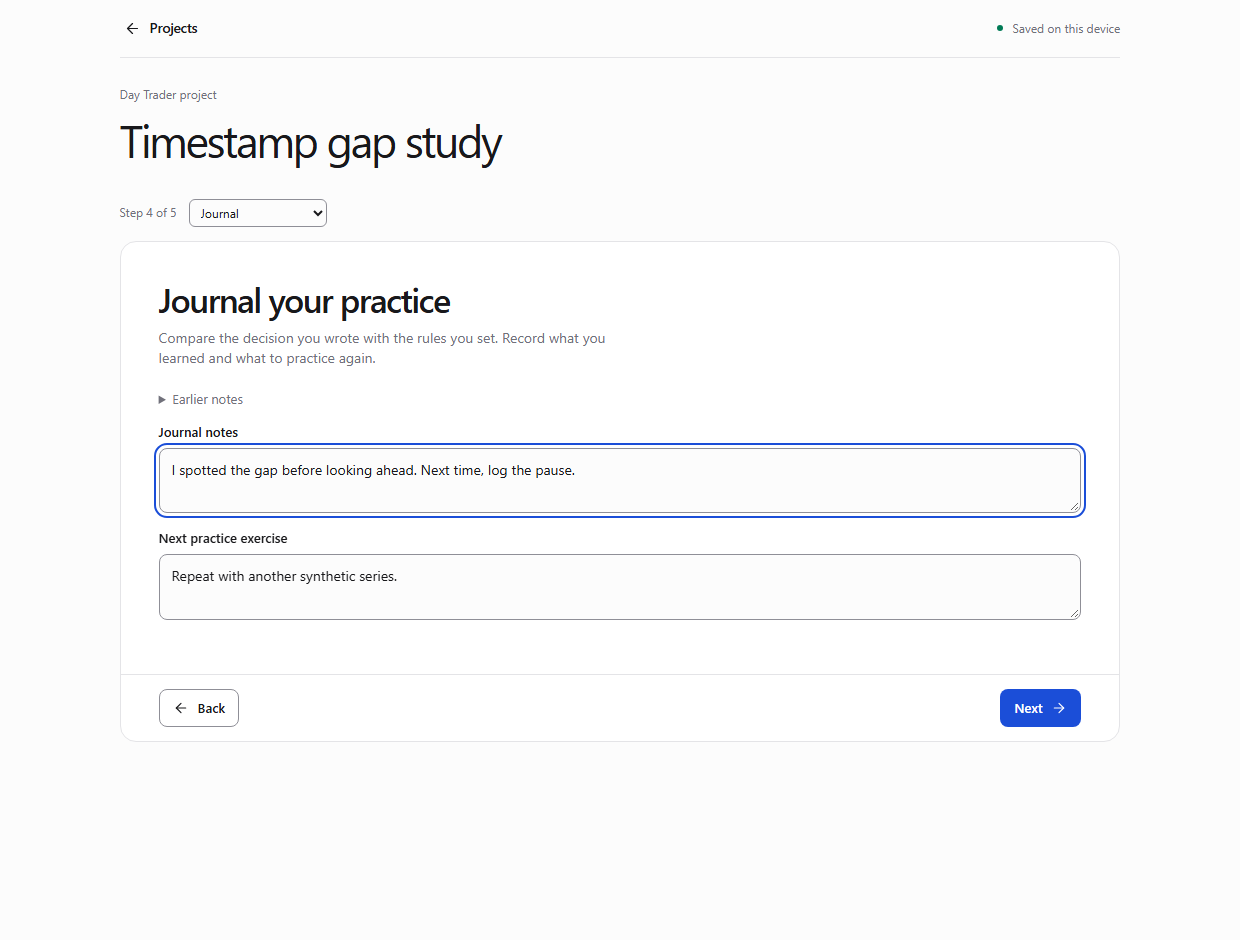 Projects
Saved on this device
Day Trader project
Timestamp gap study
Step 4 of 5
Journal
Journal your practice
Compare the decision you wrote with the rules you set. Record what you
learned and what to practice again.
Earlier notes
Journal notes
I spotted the gap before looking ahead. Next time, log the pause.
Next practice exercise
Repeat with another synthetic series.
Back
Next